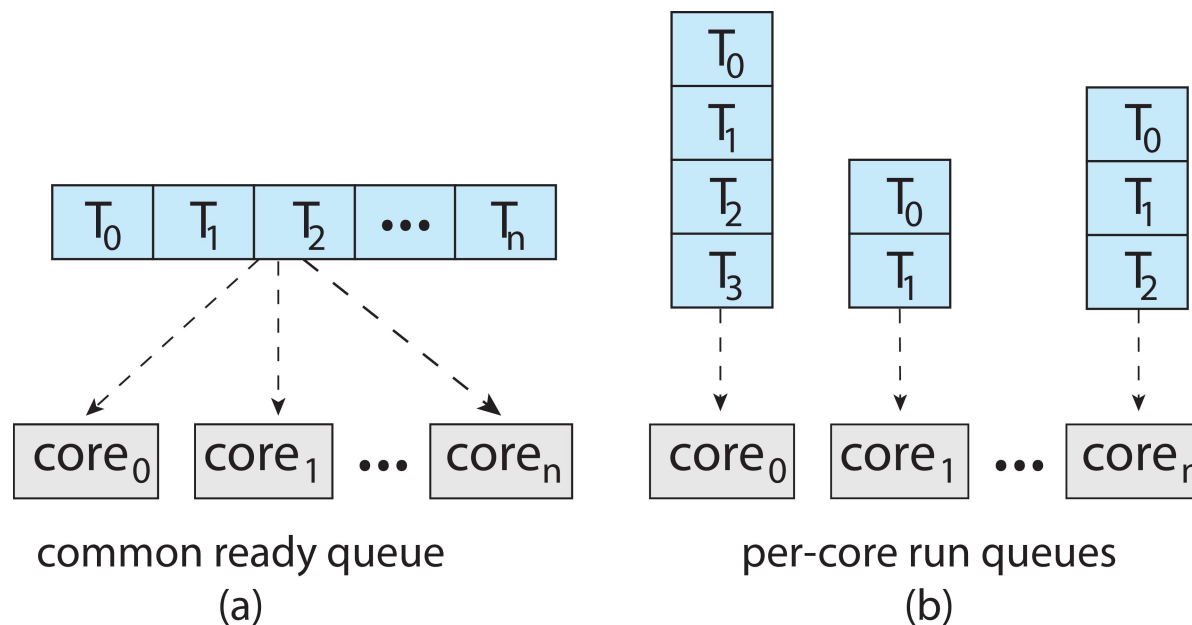 T0 T1 T2 ••• Tn
core0 core1 ••• coren
common ready queue
(a)
T0
T1
T2
T3
T0
T1
T0
T1
T2
core0 core1 ••• coren
per-core run queues
(b)